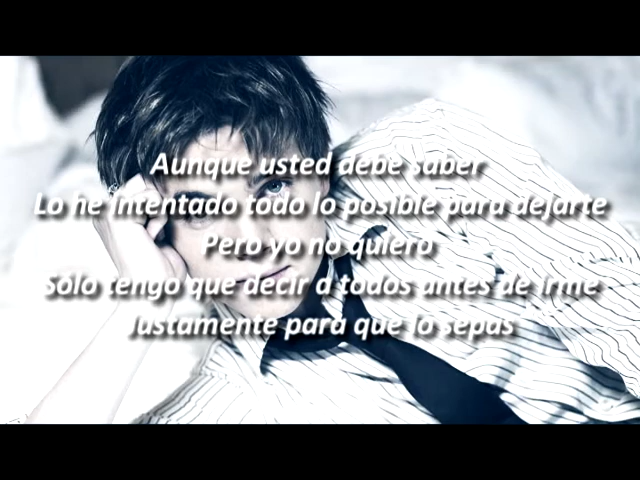 Aunque usted debe saber
Lo he intentado todo lo posible para dejarte
Pero yo no quiero
Sólo tengo que decir a todos antes de irme
Justamente para que lo sepas